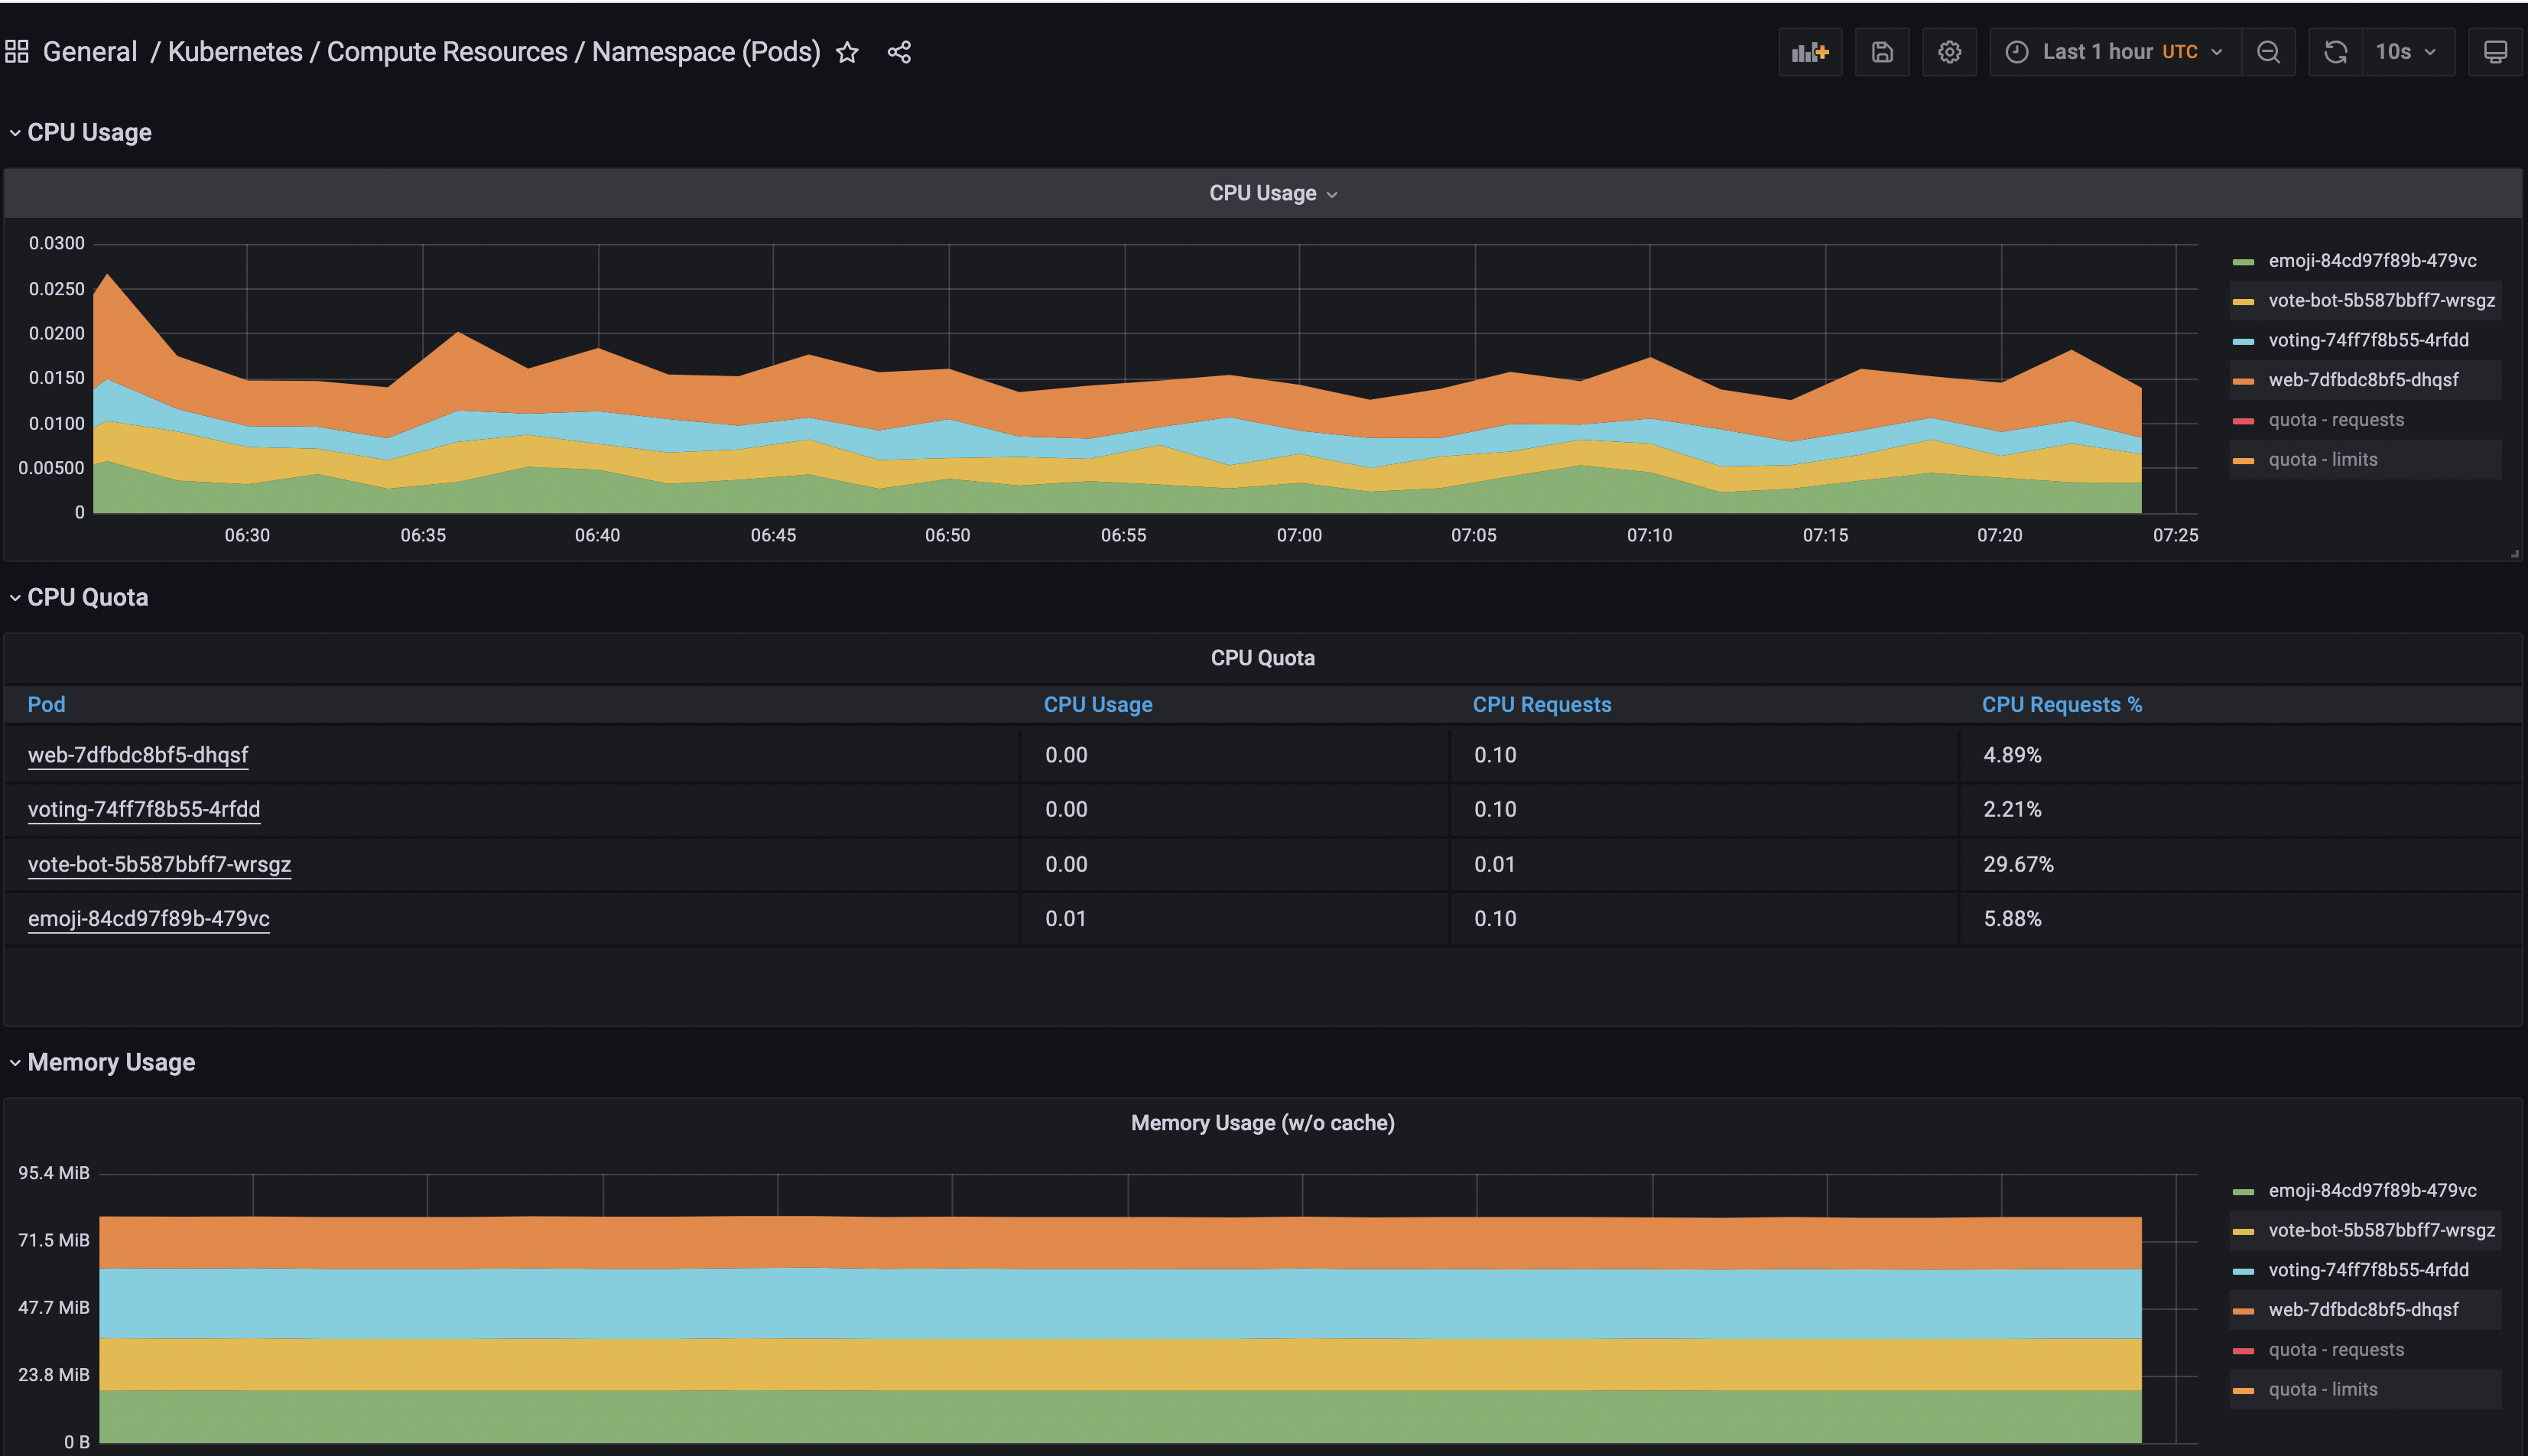 General / Kubernetes / Compute Resources / Namespace (Pods)
Last 1 hour UTC
10s
CPU Usage
CPU Usage
0.0300
0.0250
0.0200
0.0150
0.0100
0.00500
0
06:30 06:35 06:40 06:45 06:50 06:55 07:00 07:05 07:10 07:15 07:20 07:25
emoji-84cd97f89b-479vc
vote-bot-5b587bbff7-wrsgz
voting-74ff7f8b55-4rfdd
web-7dfbdc8bf5-dhqsf
quota - requests
quota - limits
CPU Quota
CPU Quota
Pod CPU Usage CPU Requests CPU Requests %
web-7dfbdc8bf5-dhqsf 0.00 0.10 4.89%
voting-74ff7f8b55-4rfdd 0.00 0.10 2.21%
vote-bot-5b587bbff7-wrsgz 0.00 0.01 29.67%
emoji-84cd97f89b-479vc 0.01 0.10 5.88%
Memory Usage
Memory Usage (w/o cache)
95.4 MiB
71.5 MiB
47.7 MiB
23.8 MiB
0 B
emoji-84cd97f89b-479vc
vote-bot-5b587bbff7-wrsgz
voting-74ff7f8b55-4rfdd
web-7dfbdc8bf5-dhqsf
quota - requests
quota - limits